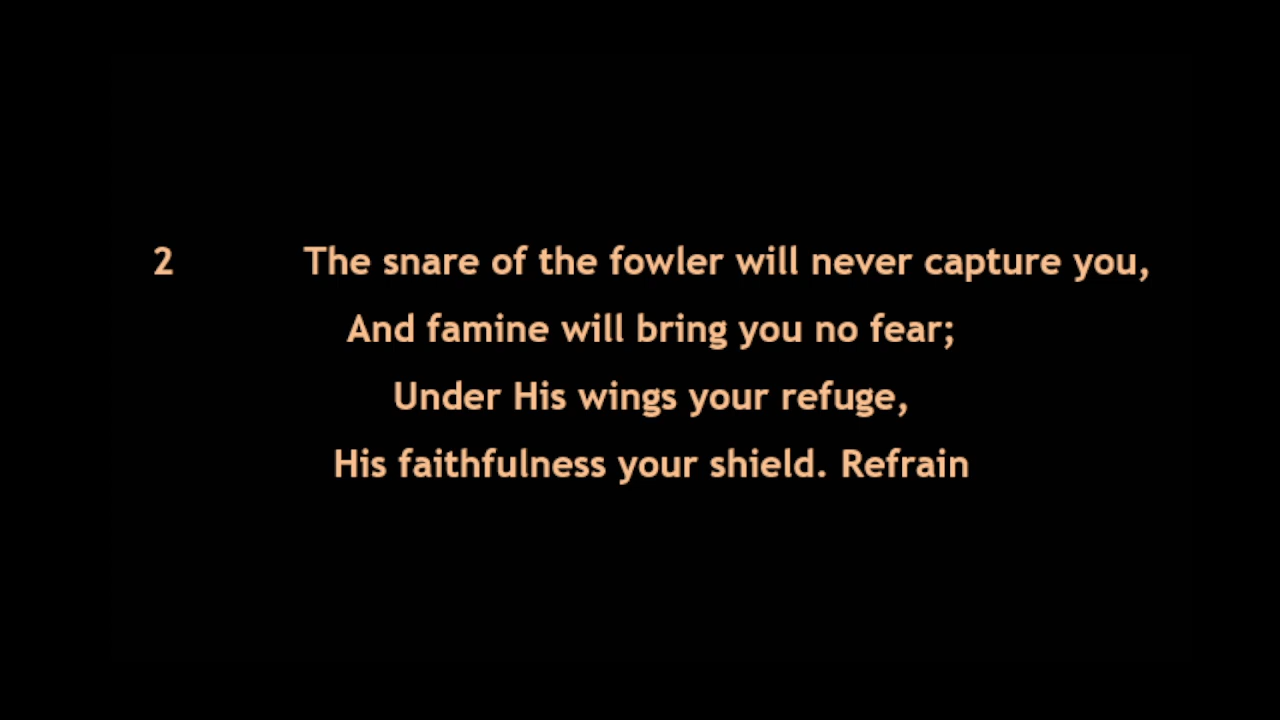 2 The snare of the fowler will never capture you,
And famine will bring you no fear;
Under His wings your refuge,
His faithfulness your shield. Refrain